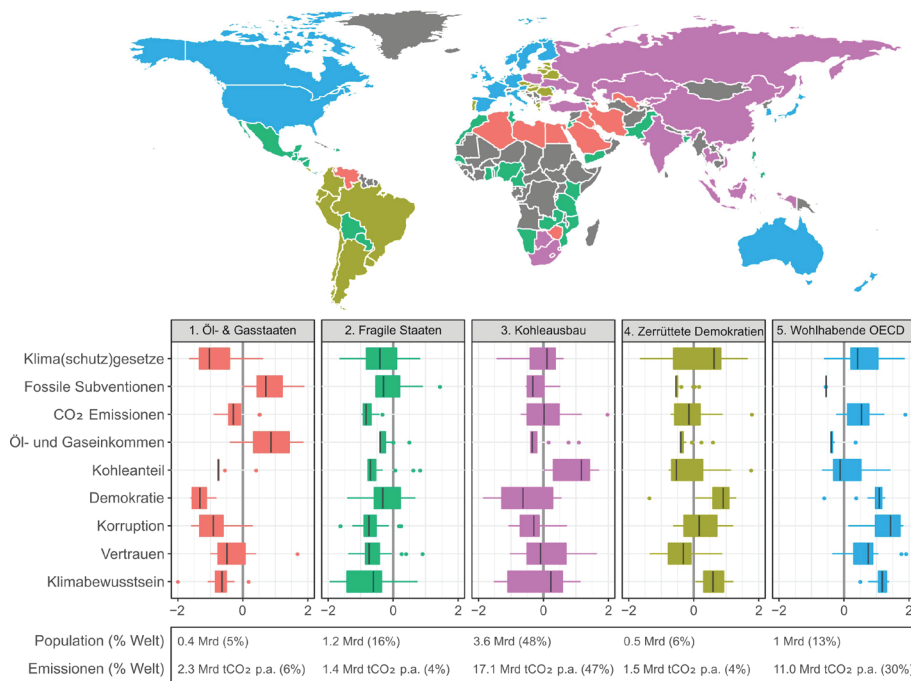 1. Öl- & Gasstaaten 2. Fragile Staaten 3. Kohleausbau 4. Zerrüttete Demokratien 5. Wohlhabende OECD
Klima(schutz)gesetze
Fossile Subventionen
CO₂ Emissionen
Öl- und Gaseinkommen
Kohleanteil
Demokratie
Korruption
Vertrauen
Klimabewusstsein
−2 0 2 −2 0 2 −2 0 2 −2 0 2 −2 0 2
Population (% Welt) 0.4 Mrd (5%) 1.2 Mrd (16%) 3.6 Mrd (48%) 0.5 Mrd (6%) 1 Mrd (13%)
Emissionen (% Welt) 2.3 Mrd tCO₂ p.a. (6%) 1.4 Mrd tCO₂ p.a. (4%) 17.1 Mrd tCO₂ p.a. (47%) 1.5 Mrd tCO₂ p.a. (4%) 11.0 Mrd tCO₂ p.a. (30%)